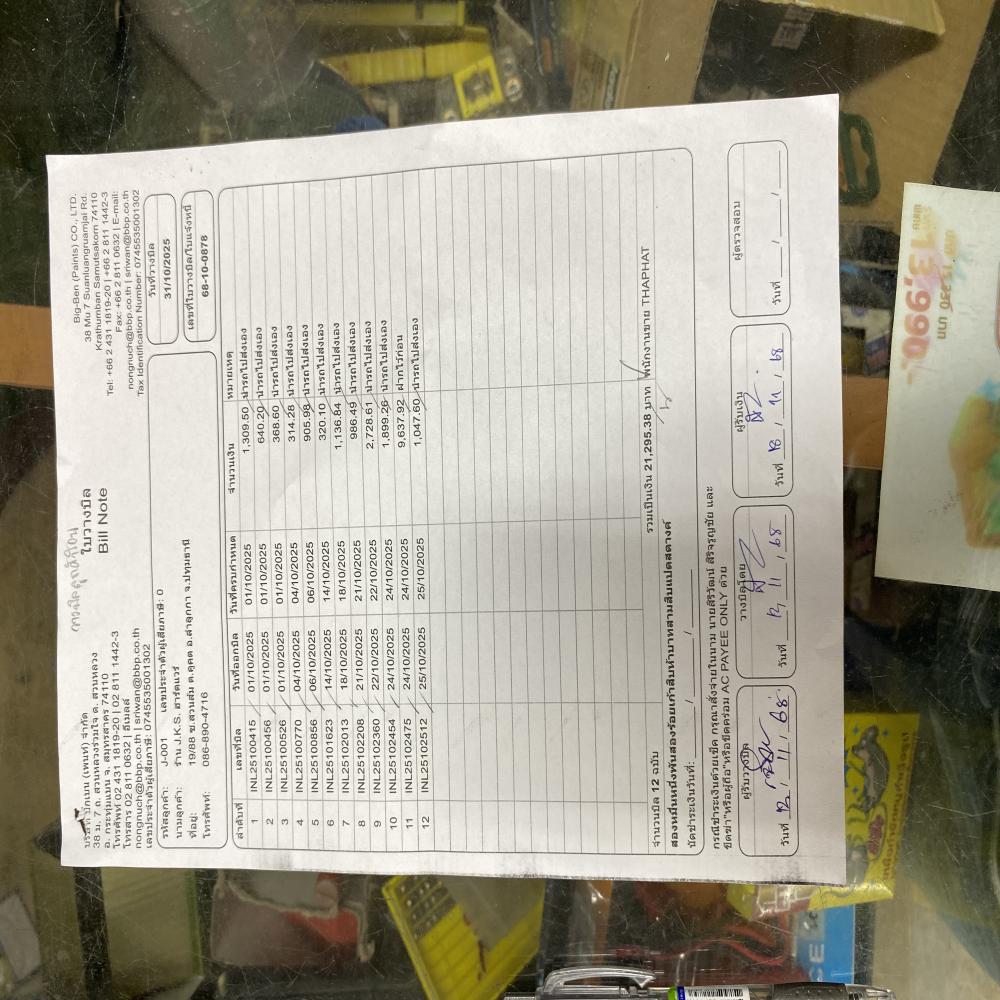 บริษัท บิกเบน (เพนท์) จำกัด
38 ม. 7 ถ. สวนหลวงร่วมใจ ต. สวนหลวง
อ. กระทุ่มแบน จ. สมุทรสาคร 74110
โทรศัพท์ 02 431 1819-20 | 02 811 1442-3
โทรสาร 02 811 0632 | อีเมลล์
nongnuch@bbp.co.th | sriwan@bbp.co.th
เลขประจำตัวผู้เสียภาษี: 0745535001302
ใบวางบิล
Bill Note
Big-Ben (Paints) CO., LTD.
38 Mu 7 Suanluangruamjai Rd.
Krathumban Samutsakorn 74110
Tel: +66 2 431 1819-20 | +66 2 811 1442-3
Fax: +66 2 811 0632 | E-mail:
nongnuch@bbp.co.th | sriwan@bbp.co.th
Tax Identification Number: 0745535001302
รหัสลูกค้า: J-001 เลขประจำตัวผู้เสียภาษี: 0
นามลูกค้า: ร้าน J.K.S. ฮาร์ดแวร์
ที่อยู่: 19/88 ซ.สวนส้ม ต.คูคต อ.ลำลูกกา จ.ปทุมธานี
โทรศัพท์: 086-890-4716
วันที่วางบิล
31/10/2025
เลขที่ใบวางบิล/ใบแจ้งหนี้
68-10-0878
ลำดับที่ เลขที่บิล วันที่ออกบิล วันที่ครบกำหนด จำนวนเงิน หมายเหตุ
1 INL25100415 01/10/2025 01/10/2025 1,309.50 นำรถไปส่งเอง
2 INL25100456 01/10/2025 01/10/2025 640.20 นำรถไปส่งเอง
3 INL25100526 01/10/2025 01/10/2025 368.60 นำรถไปส่งเอง
4 INL25100770 04/10/2025 04/10/2025 314.28 นำรถไปส่งเอง
5 INL25100856 06/10/2025 06/10/2025 905.98 นำรถไปส่งเอง
6 INL25101623 14/10/2025 14/10/2025 320.10 นำรถไปส่งเอง
7 INL25102013 18/10/2025 18/10/2025 1,136.84 นำรถไปส่งเอง
8 INL25102208 21/10/2025 21/10/2025 986.49 นำรถไปส่งเอง
9 INL25102360 22/10/2025 22/10/2025 2,728.61 นำรถไปส่งเอง
10 INL25102454 24/10/2025 24/10/2025 1,899.26 นำรถไปส่งเอง
11 INL25102475 24/10/2025 24/10/2025 9,637.92 ฝากไว้ก่อน
12 INL25102512 25/10/2025 25/10/2025 1,047.60 นำรถไปส่งเอง
จำนวนบิล 12 ฉบับ รวมเป็นเงิน 21,295.38 บาท พนักงานขาย THAPHAT
สองหมื่นหนึ่งพันสองร้อยเก้าสิบห้าบาทสามสิบแปดสตางค์
นัดชำระเงินวันที่: / /
กรณีชำระเงินด้วยเช็ค กรุณาสั่งจ่ายในนาม นายสิริวัฒน์ สิริจรูญชัย และ
ขีดฆ่า"หรือผู้ถือ"หรือขีดคร่อม AC PAYEE ONLY ด้วย
ผู้รับวางบิล วางบิลโดย ผู้รับเงิน ผู้ตรวจสอบ
วันที่ 12 / 11 / 68 วันที่ 12 / 11 / 68 วันที่ 18 / 11 / 68 วันที่ / /
13,990